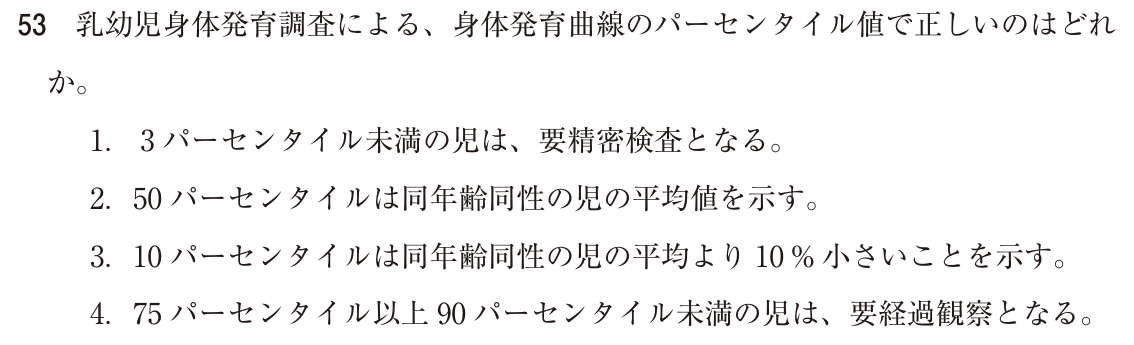 53 乳幼児身体発育調査による、身体発育曲線のパーセンタイル値で正しいのはどれ
か。
1. 3パーセンタイル未満の児は、要精密検査となる。
2. 50パーセンタイルは同年齢同性の児の平均値を示す。
3. 10パーセンタイルは同年齢同性の児の平均より10%小さいことを示す。
4. 75パーセンタイル以上90パーセンタイル未満の児は、要経過観察となる。